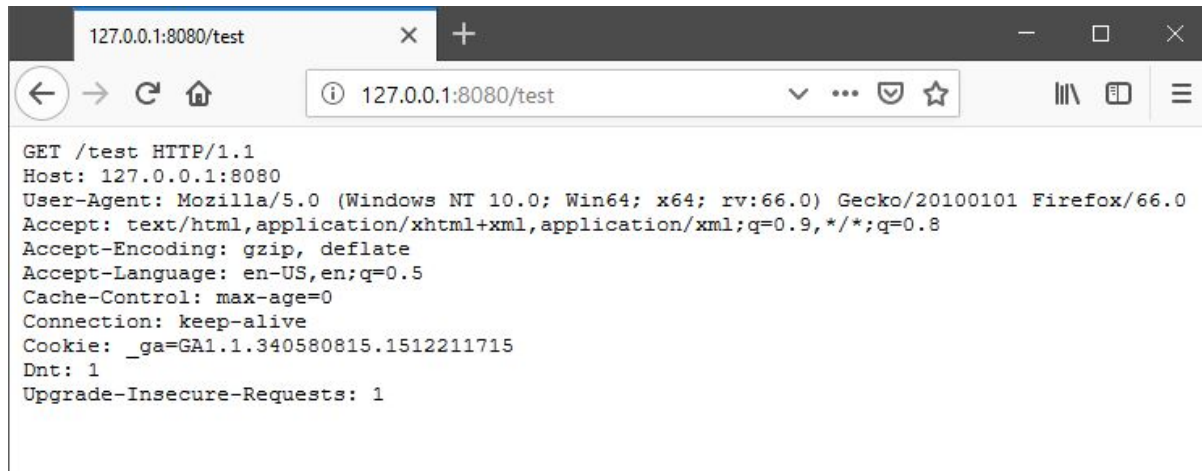 127.0.0.1:8080/test
127.0.0.1:8080/test
GET /test HTTP/1.1
Host: 127.0.0.1:8080
User-Agent: Mozilla/5.0 (Windows NT 10.0; Win64; x64; rv:66.0) Gecko/20100101 Firefox/66.0
Accept: text/html,application/xhtml+xml,application/xml;q=0.9,*/*;q=0.8
Accept-Encoding: gzip, deflate
Accept-Language: en-US,en;q=0.5
Cache-Control: max-age=0
Connection: keep-alive
Cookie: _ga=GA1.1.340580815.1512211715
Dnt: 1
Upgrade-Insecure-Requests: 1